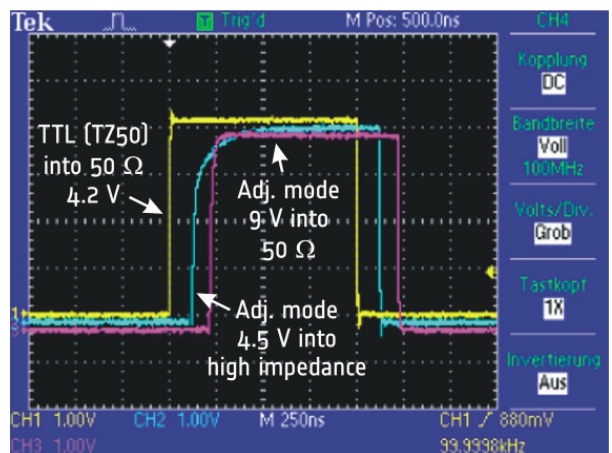 Tek T Trig'd M Pos: 500.0ns CH4
Kopplung
DC
Bandbreite
Voll
100MHz
Volts/Div.
Grob
Tastkopf
1X
Invertierung
Aus
TTL (TZ50)
into 50 Ω
4.2 V
Adj. mode
9 V into
50 Ω
Adj. mode
4.5 V into
high impedance
1
3
CH1 1.00V CH2 1.00V M 250ns CH1 880mV
CH3 1.00V 99.9998kHz